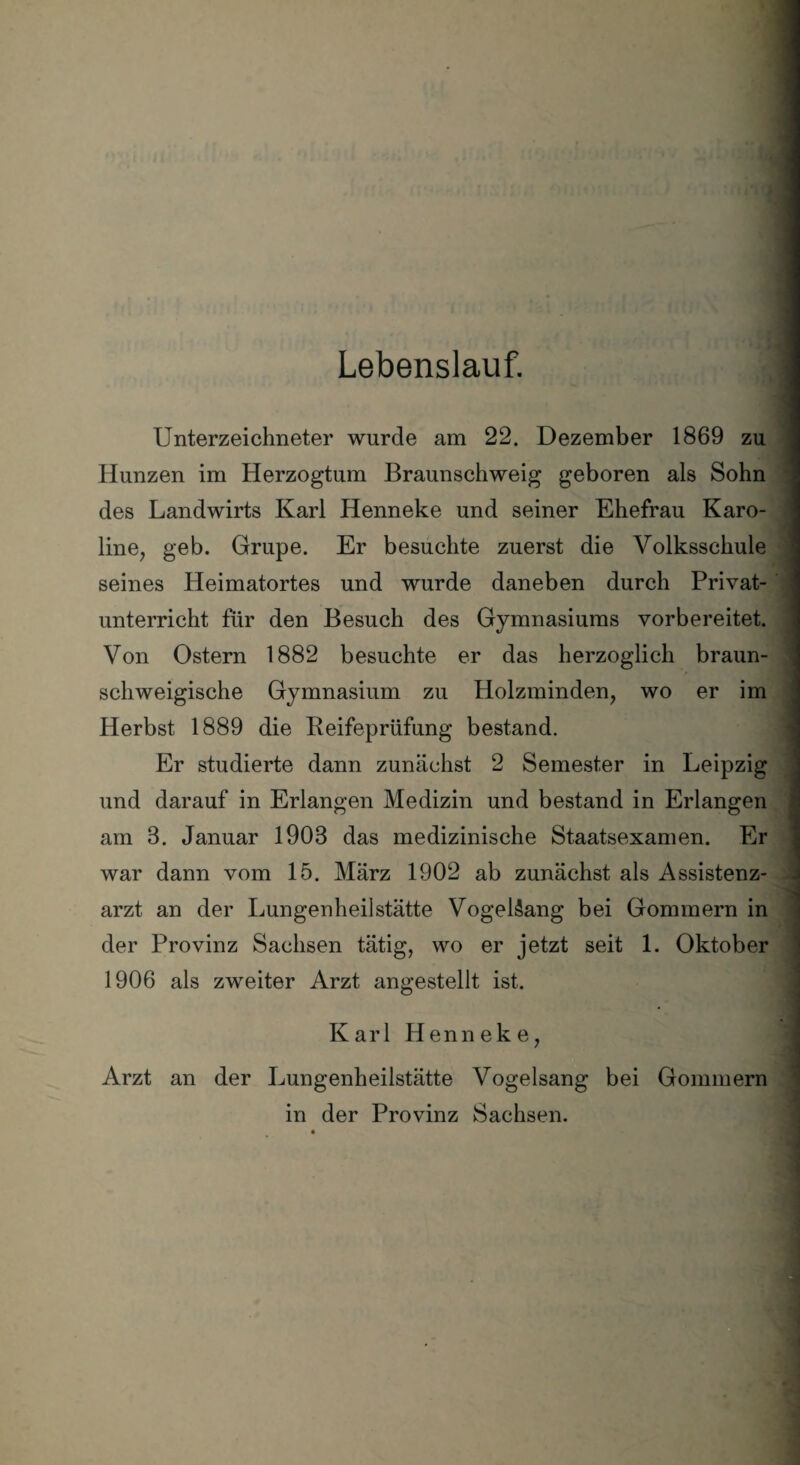 Lebenslauf.
Unterzeichneter wurde am 22. Dezember 1869 zu
Hunzen im Herzogtum Braunschweig geboren als Sohn
des Landwirts Karl Henneke und seiner Ehefrau Karo-
line, geb. Grupe. Er besuchte zuerst die Volksschule
seines Heimatortes und wurde daneben durch Privat-
unterricht für den Besuch des Gymnasiums vorbereitet.
Von Ostern 1882 besuchte er das herzoglich braun-
schweigische Gymnasium zu Holzminden, wo er im
Herbst 1889 die Reifeprüfung bestand.
Er studierte dann zunächst 2 Semester in Leipzig
und darauf in Erlangen Medizin und bestand in Erlangen
am 3. Januar 1903 das medizinische Staatsexamen. Er
war dann vom 15. März 1902 ab zunächst als Assistenz-
arzt an der Lungenheilstätte Vogelsang bei Gommern in
der Provinz Sachsen tätig, wo er jetzt seit 1. Oktober
1906 als zweiter Arzt angestellt ist.
Karl Henneke,
Arzt an der Lungenheilstätte Vogelsang bei Gommern
in der Provinz Sachsen.